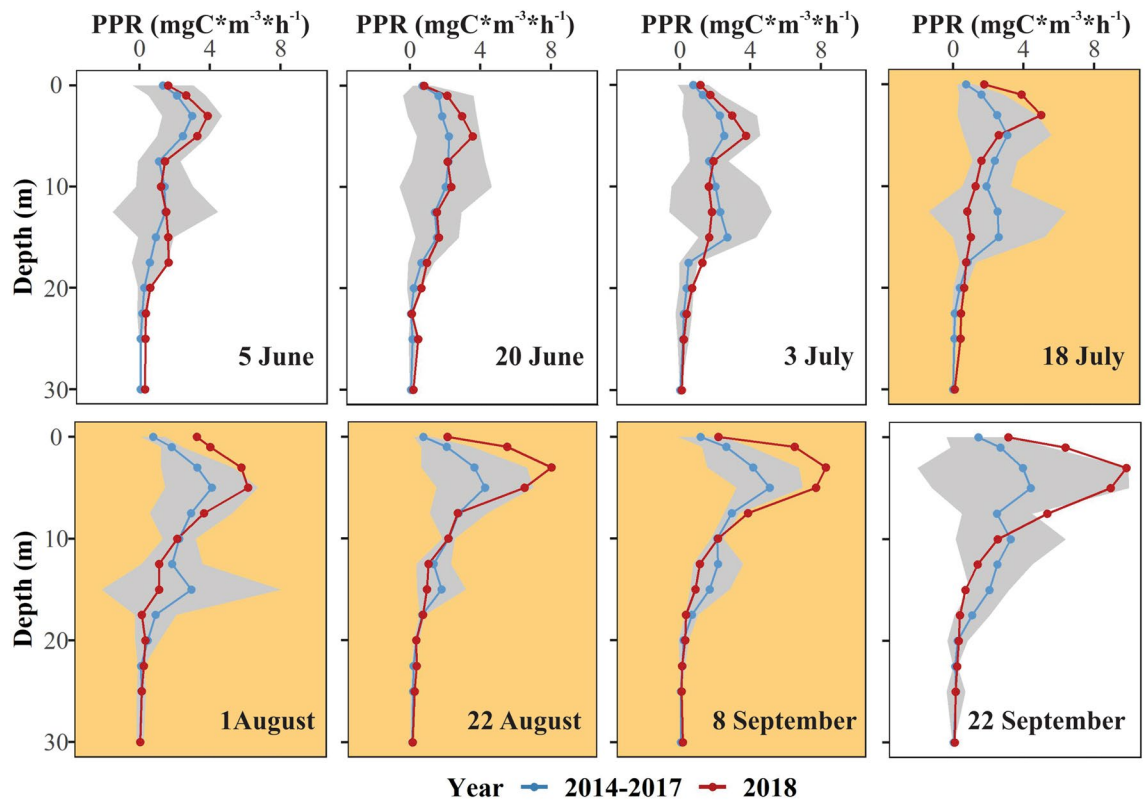 PPR (mgC*m⁻³*h⁻¹) PPR (mgC*m⁻³*h⁻¹) PPR (mgC*m⁻³*h⁻¹) PPR (mgC*m⁻³*h⁻¹)
0 4 8 0 4 8 0 4 8 0 4 8
0
10
20
30
Depth (m)
5 June
20 June
3 July
18 July
0
10
20
30
Depth (m)
1August
22 August
8 September
22 September
Year 2014-2017 2018